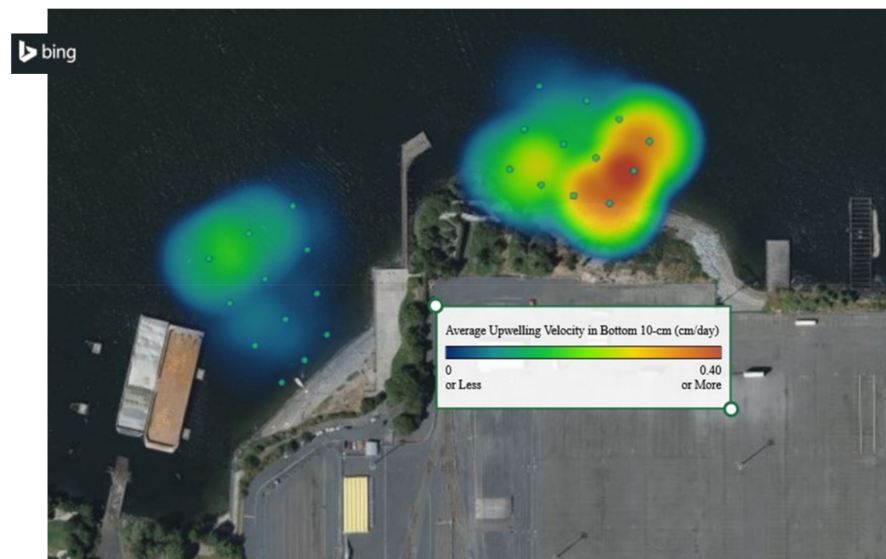 bing
Average Upwelling Velocity in Bottom 10-cm (cm/day)
0 0.40
or Less or More